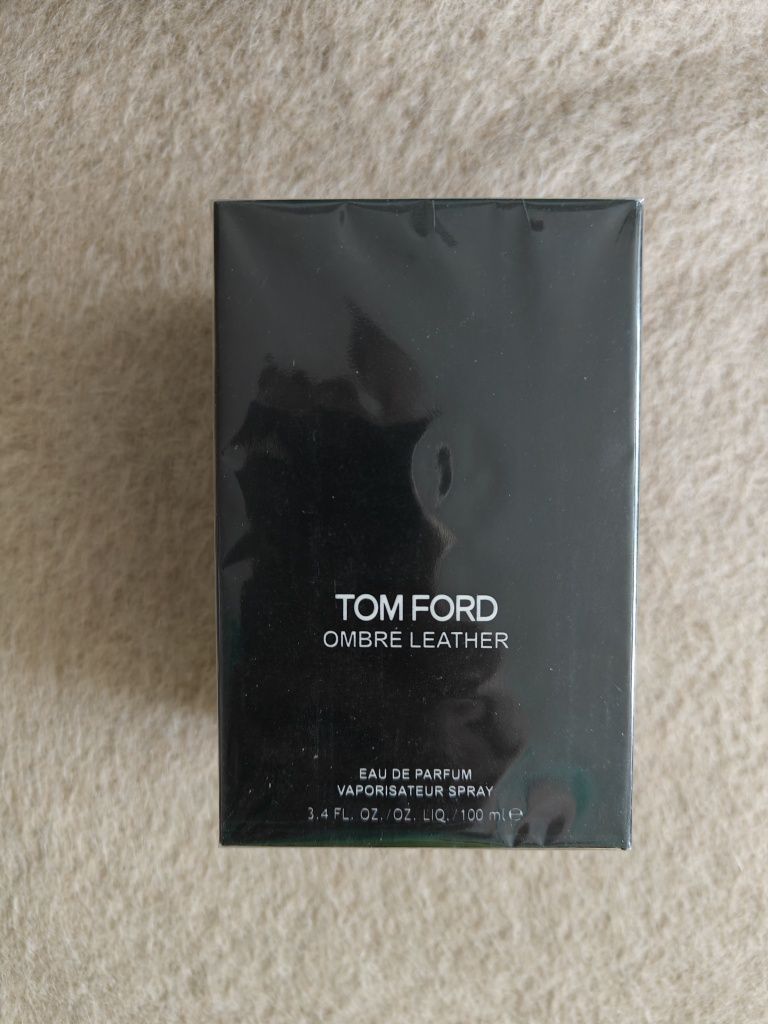 TOM FORD
OMBRÉ LEATHER
EAU DE PARFUM
VAPORISATEUR SPRAY
3.4 FL. OZ./OZ. LIQ./100 ml ℮